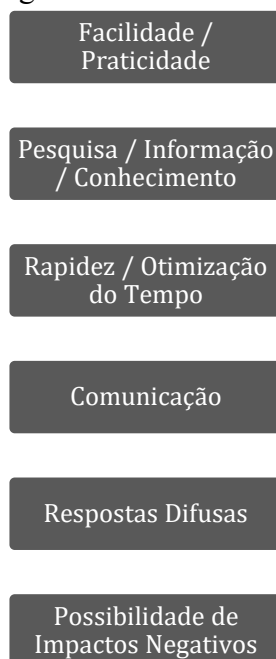 Facilidade /
Praticidade
Pesquisa / Informação
/ Conhecimento
Rapidez / Otimização
do Tempo
Comunicação
Respostas Difusas
Possibilidade de
Impactos Negativos